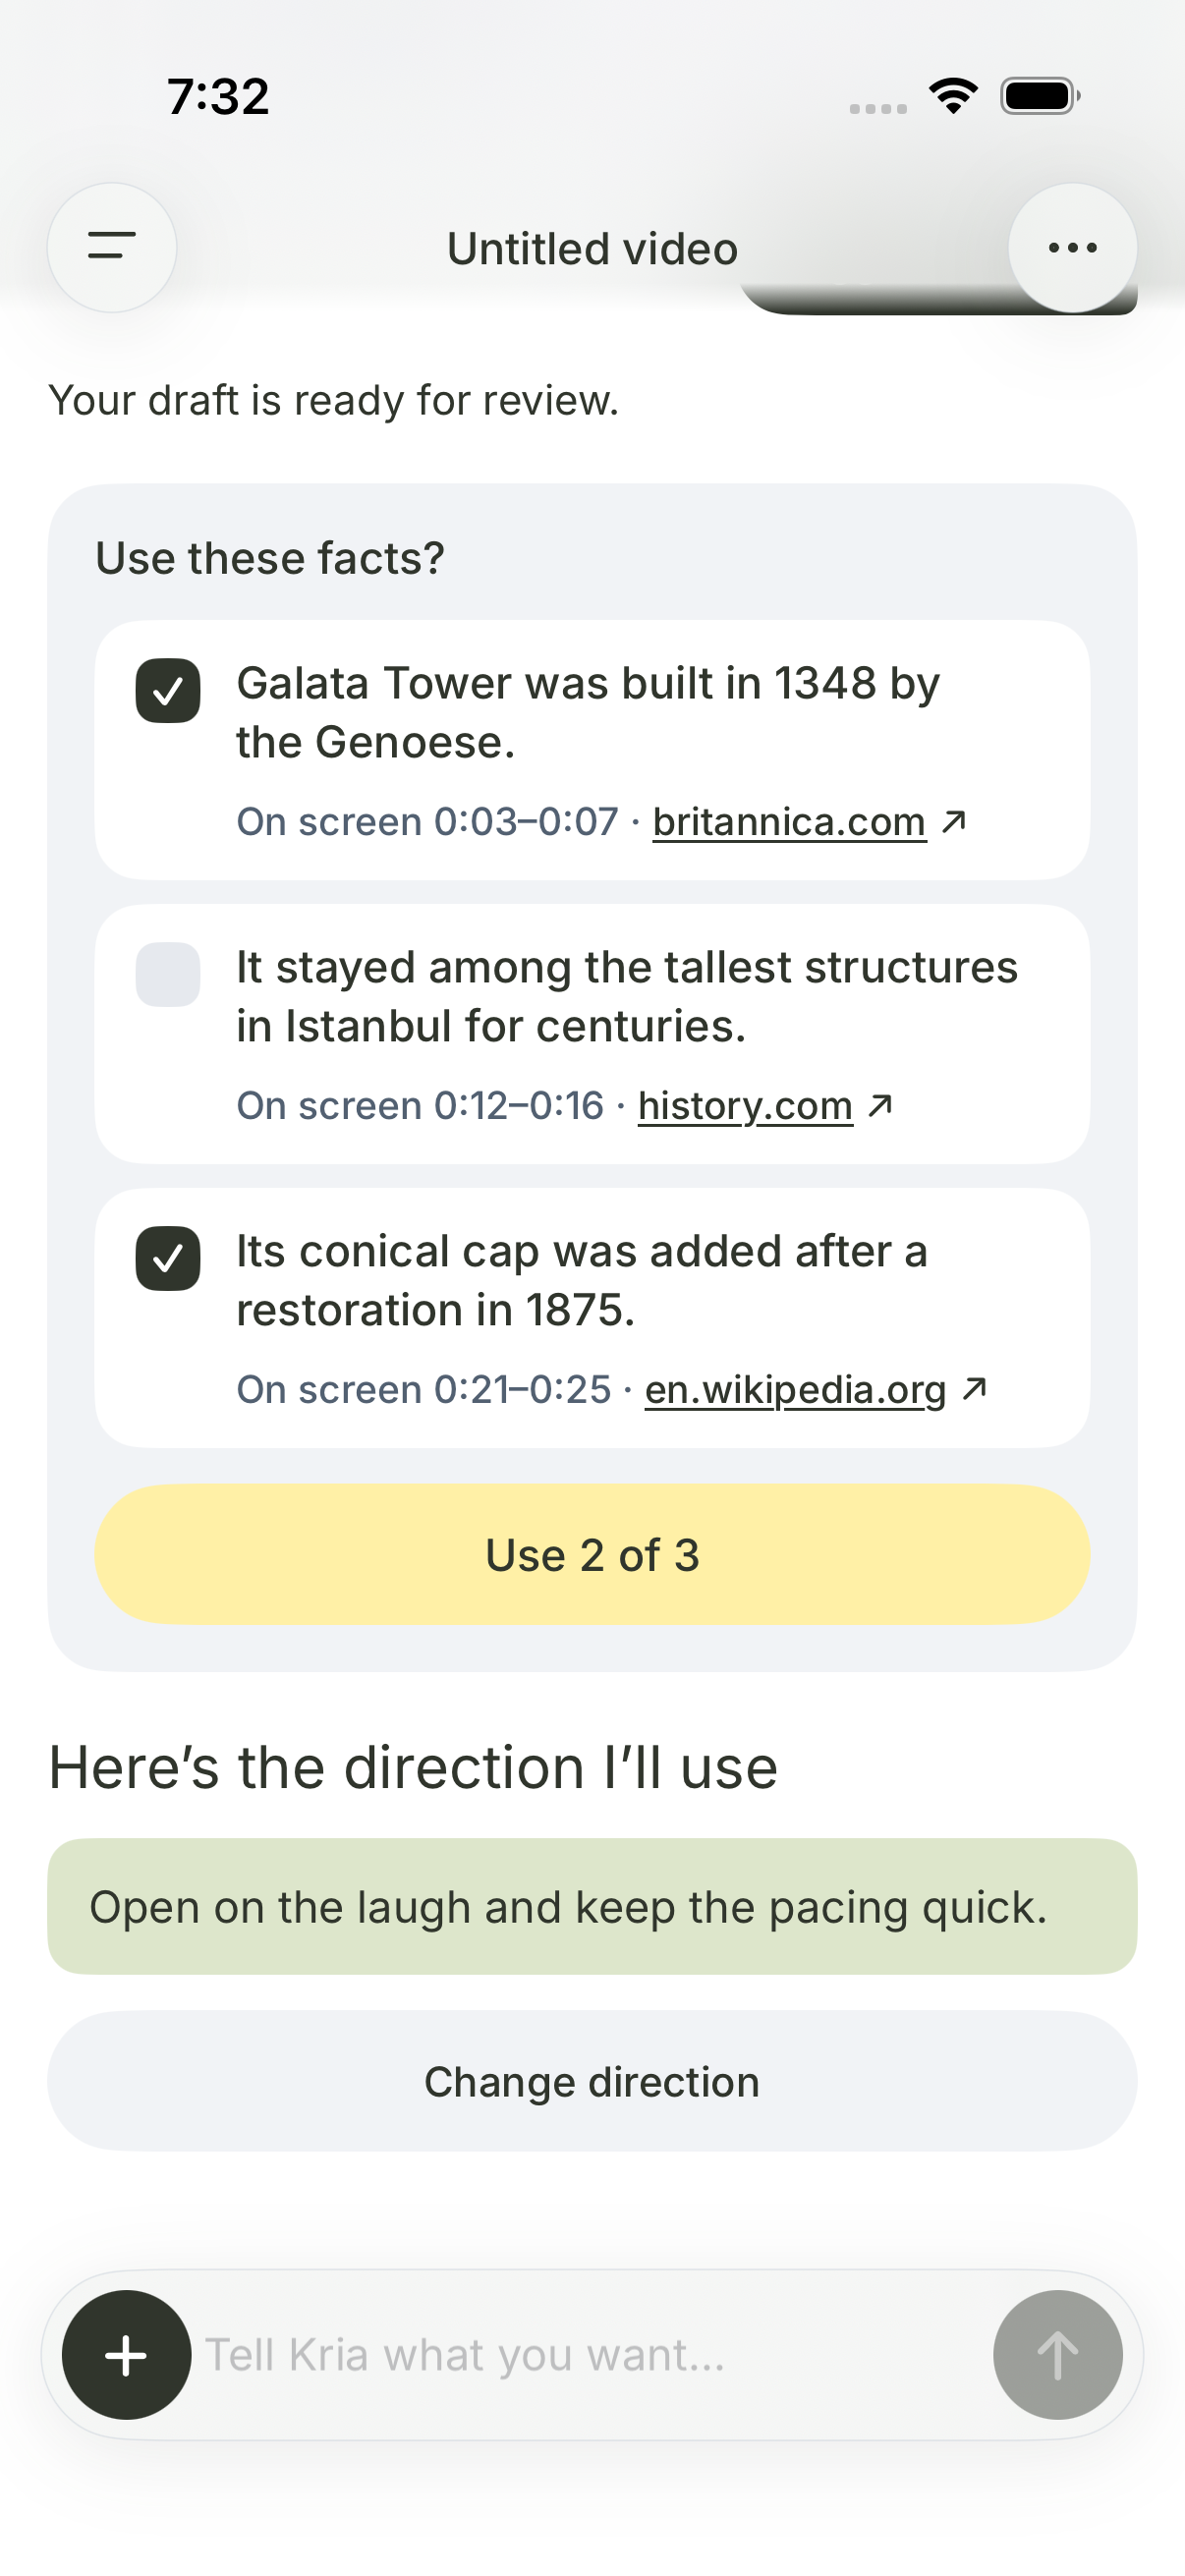 7:32
Untitled video
Your draft is ready for review.
Use these facts?
Galata Tower was built in 1348 by
the Genoese.
On screen 0:03–0:07 · britannica.com ↗
It stayed among the tallest structures
in Istanbul for centuries.
On screen 0:12–0:16 · history.com ↗
Its conical cap was added after a
restoration in 1875.
On screen 0:21–0:25 · en.wikipedia.org ↗
Use 2 of 3
Here’s the direction I’ll use
Open on the laugh and keep the pacing quick.
Change direction
Tell Kria what you want...